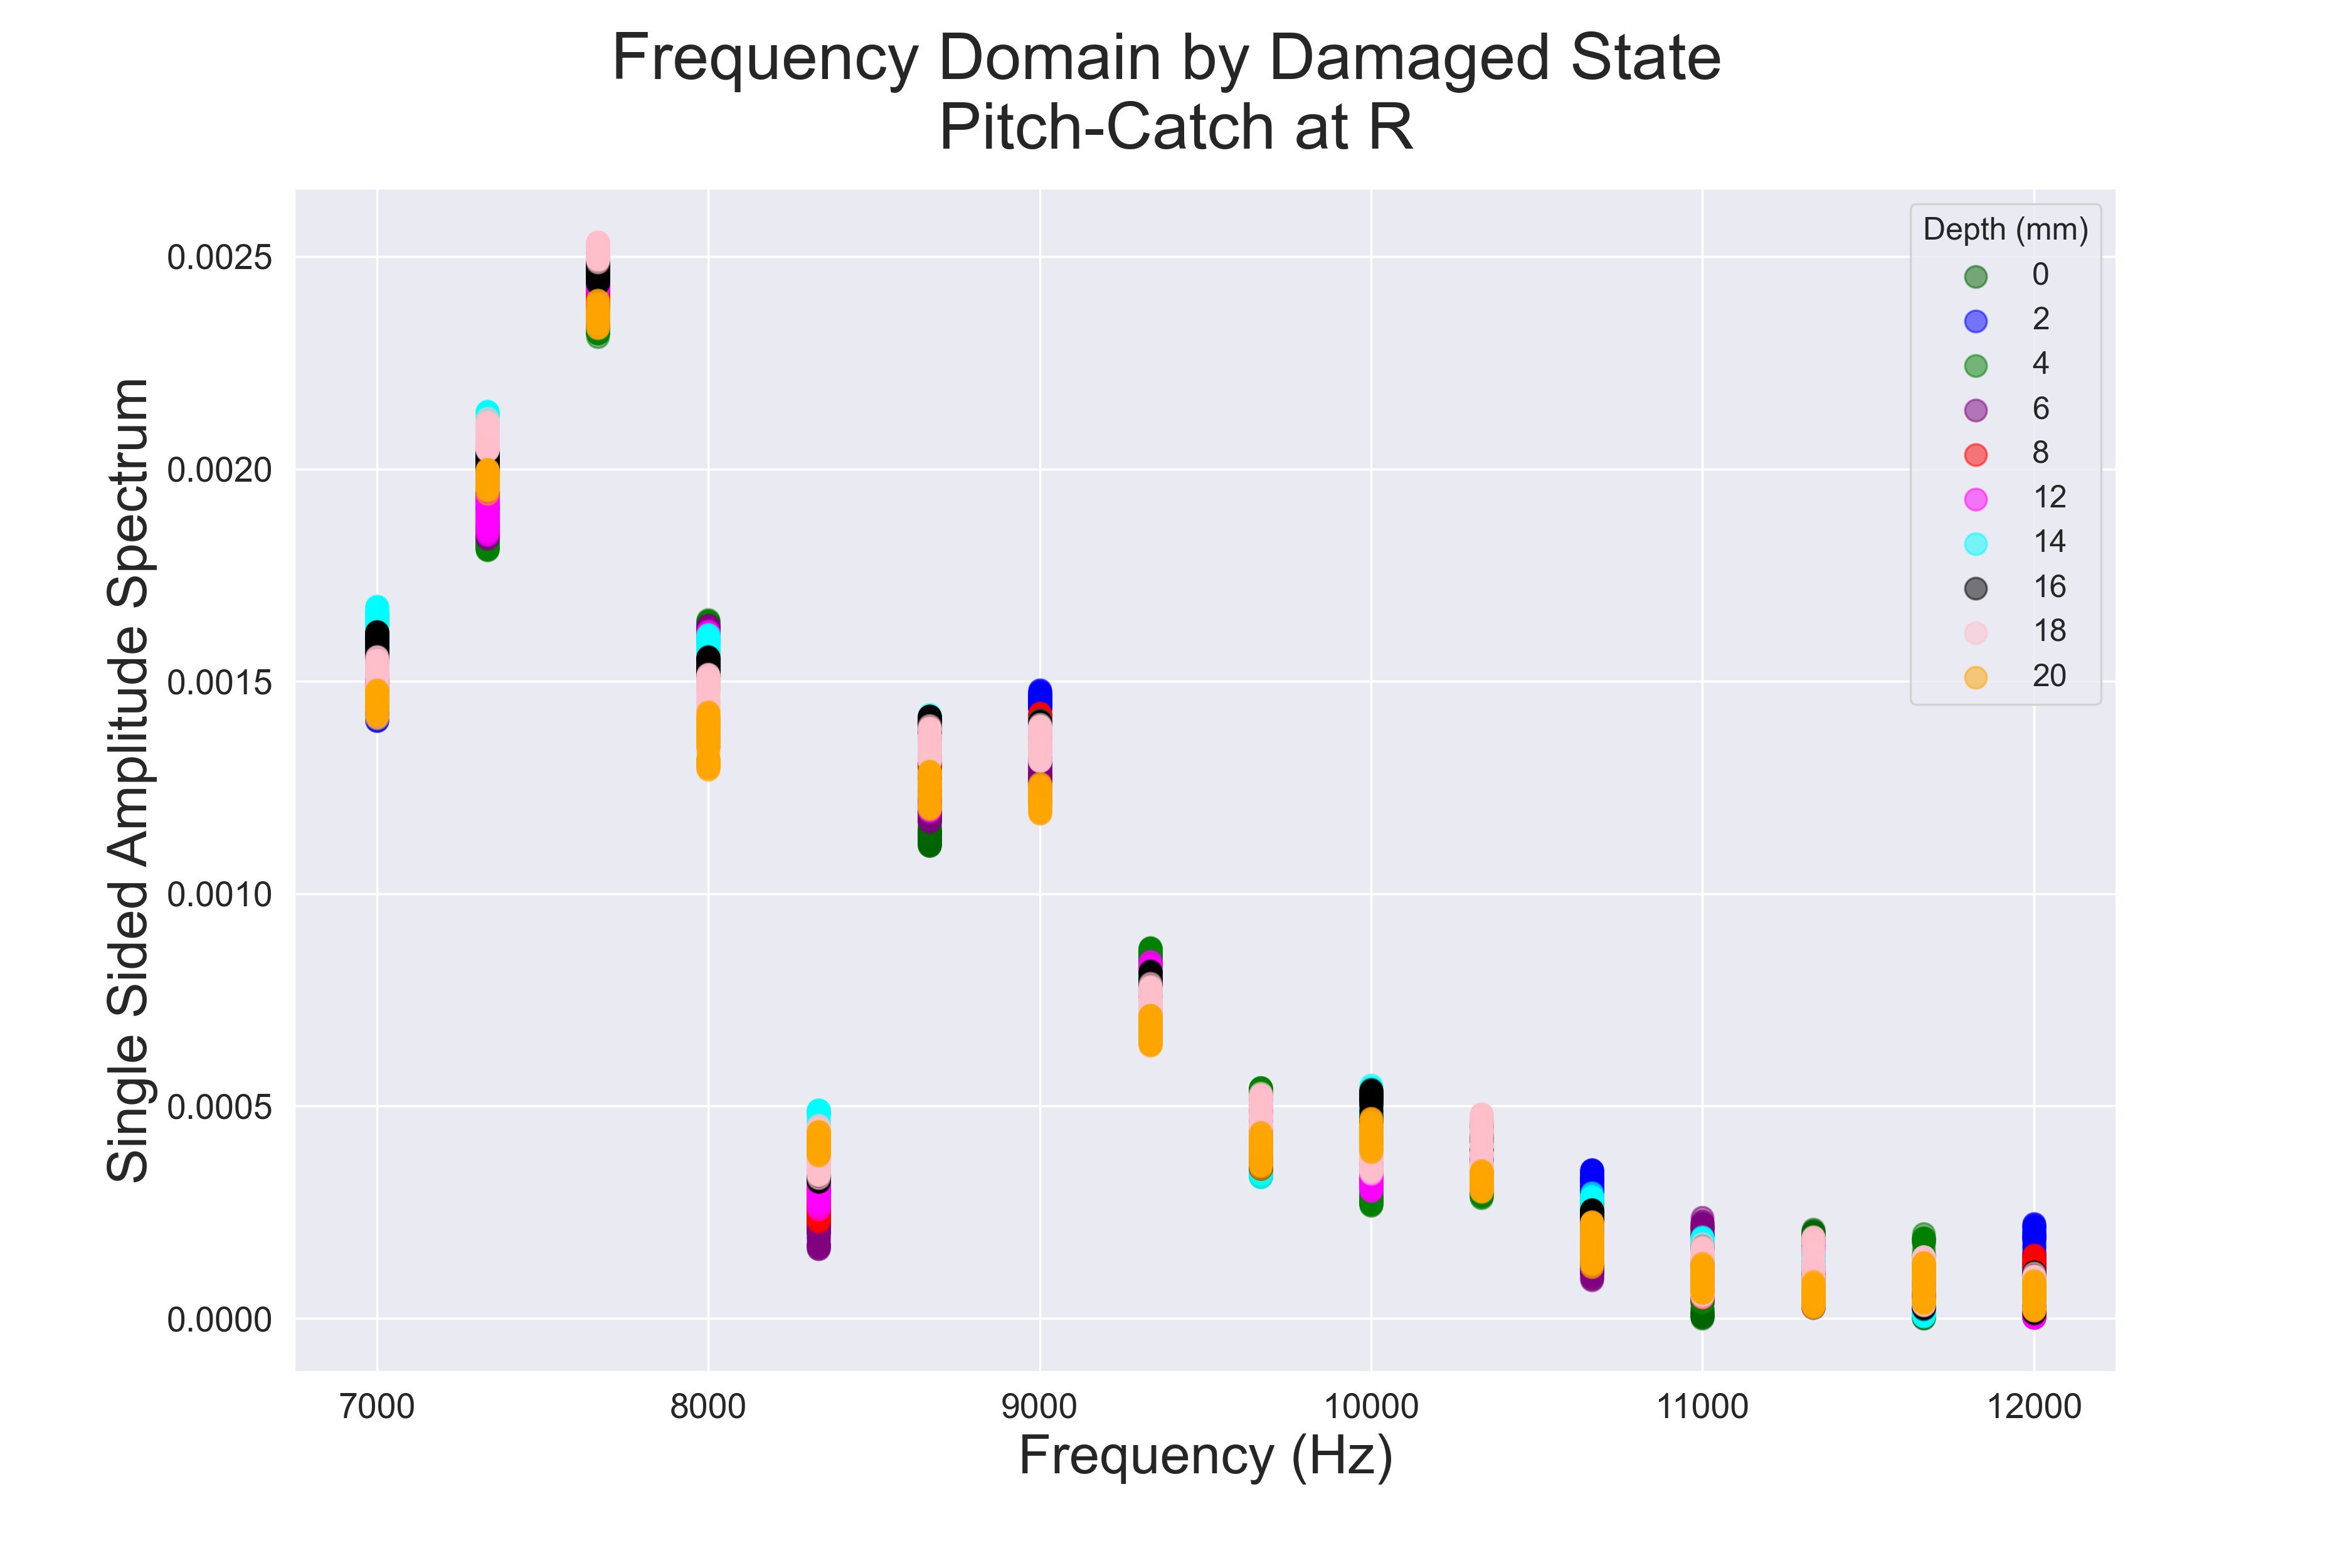 Frequency Domain by Damaged State
Pitch-Catch at R
Single Sided Amplitude Spectrum
0.0025
0.0020
0.0015
0.0010
0.0005
0.0000
Depth (mm)
0
2
4
6
8
12
14
16
18
20
7000 8000 9000 10000 11000 12000
Frequency (Hz)